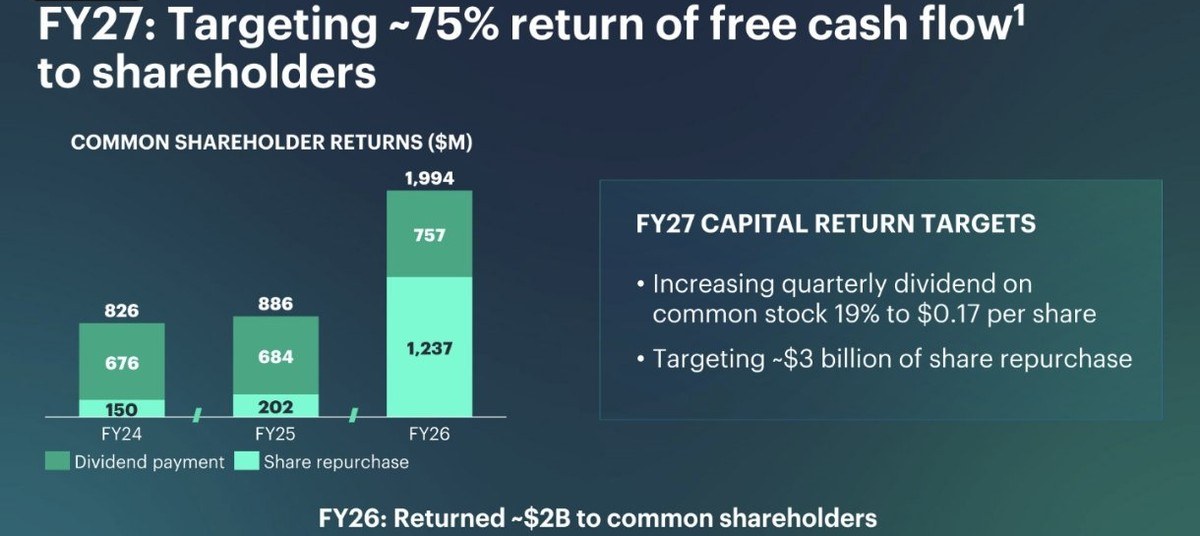 FY27: Targeting ~75% return of free cash flow¹
to shareholders
COMMON SHAREHOLDER RETURNS ($M)
826
676
150
FY24
886
684
202
FY25
1,994
757
1,237
FY26
Dividend payment
Share repurchase
FY27 CAPITAL RETURN TARGETS
• Increasing quarterly dividend on
common stock 19% to $0.17 per share
• Targeting ~$3 billion of share repurchase
FY26: Returned ~$2B to common shareholders